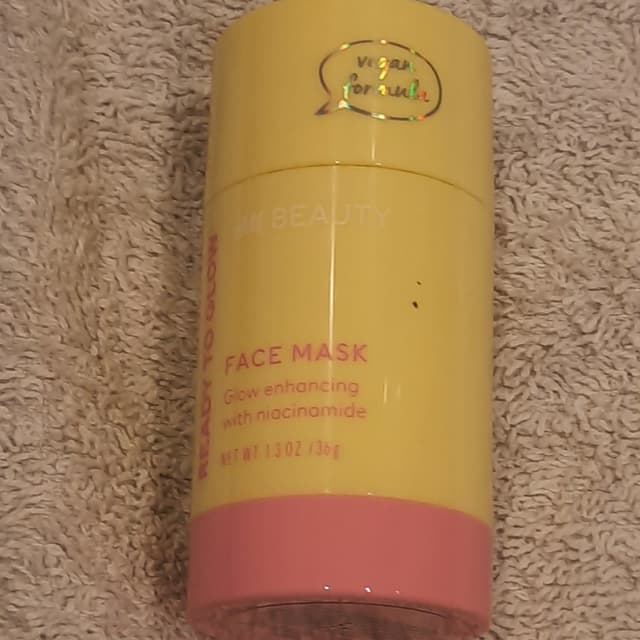 vegan
formula
BEAUTY
READY TO GLOW
FACE MASK
Glow enhancing
with niacinamide
NET WT 1.3 OZ / 36g